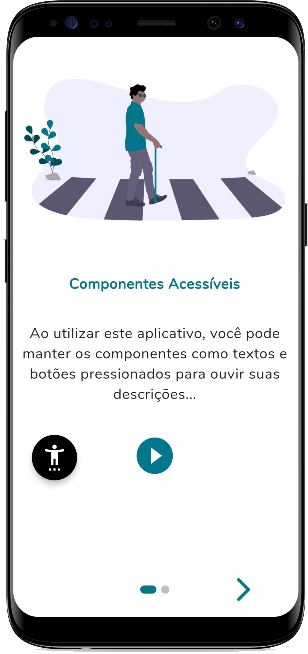 Componentes Acessíveis
Ao utilizar este aplicativo, você pode
manter os componentes como textos e
botões pressionados para ouvir suas
descrições...